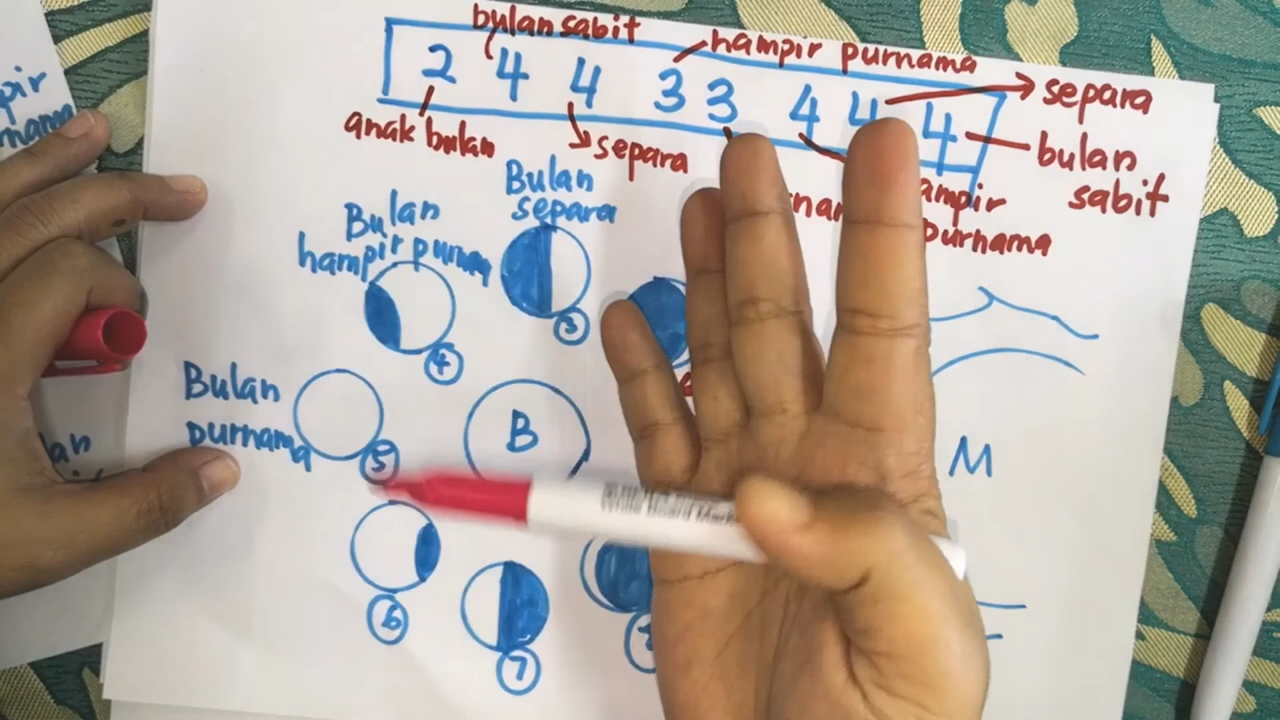 bulan sabit
hampir purnama
2 4 4 3 3 4 4 4
separa
anak bulan
separa
bulan
sabit
purnama
Bulan
separa
Bulan
hampir purnam
3
4
Bulan
purnama
5
B
M
6
7